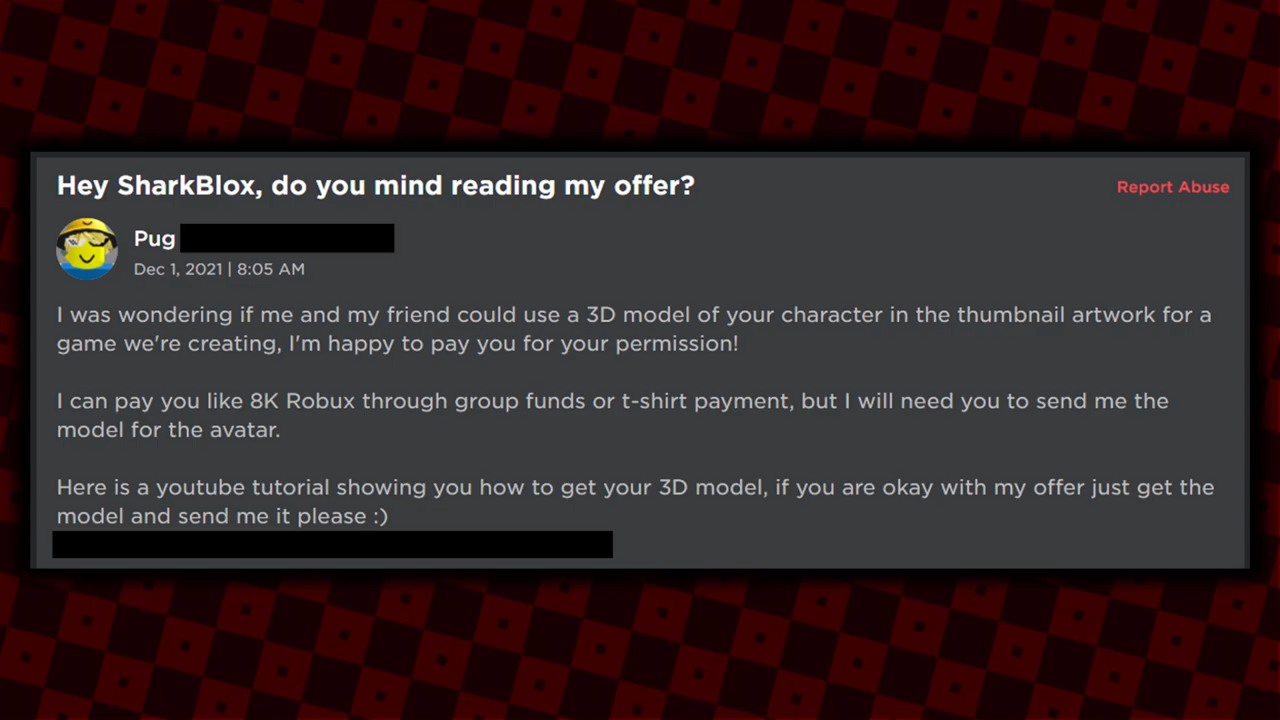 Hey SharkBlox, do you mind reading my offer?
Report Abuse
Pug
Dec 1, 2021 | 8:05 AM
I was wondering if me and my friend could use a 3D model of your character in the thumbnail artwork for a
game we're creating, I'm happy to pay you for your permission!
I can pay you like 8K Robux through group funds or t-shirt payment, but I will need you to send me the
model for the avatar.
Here is a youtube tutorial showing you how to get your 3D model, if you are okay with my offer just get the
model and send me it please :)